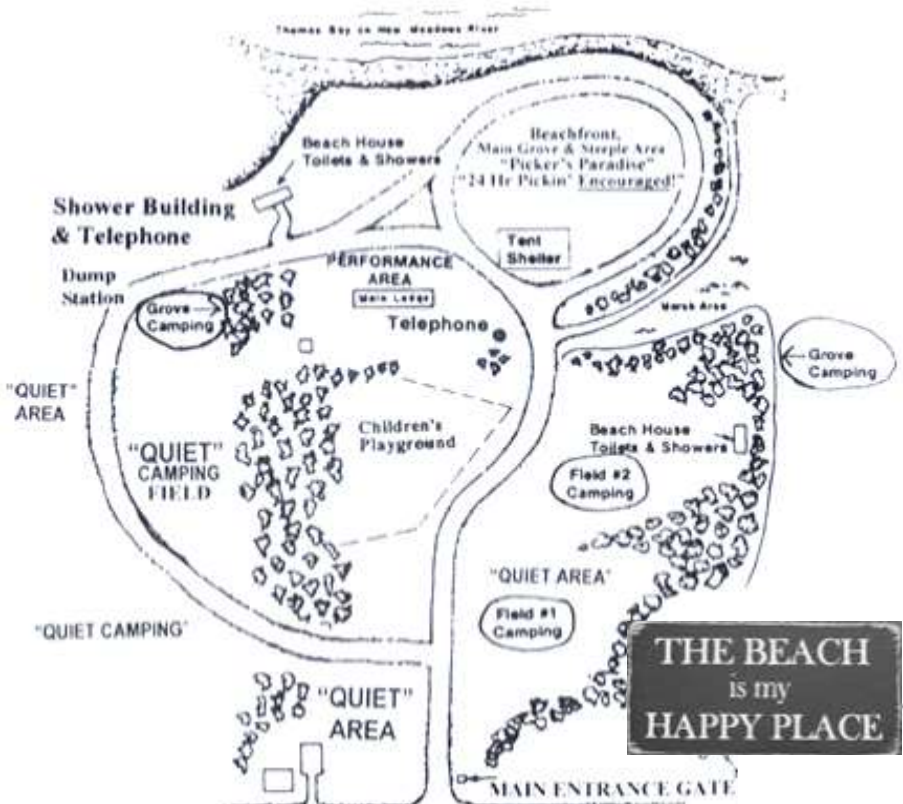 Thomas Bay on New Meadows River
Beach House
Toilets & Showers
Beachfront,
Main Grove & Steeple Area
"Picker's Paradise"
"24 Hr Pickin' Encouraged!"
Shower Building
& Telephone
Tent
Shelter
Dump
Station
PERFORMANCE
AREA
Main Lodge
Grove
Camping
Telephone
Marsh Area
Grove
Camping
"QUIET"
AREA
Children's
Playground
Beach House
Toilets & Showers
"QUIET"
CAMPING
FIELD
Field #2
Camping
"QUIET AREA'
Field #1
Camping
"QUIET CAMPING'
THE BEACH
is my
HAPPY PLACE
"QUIET"
AREA
MAIN ENTRANCE GATE